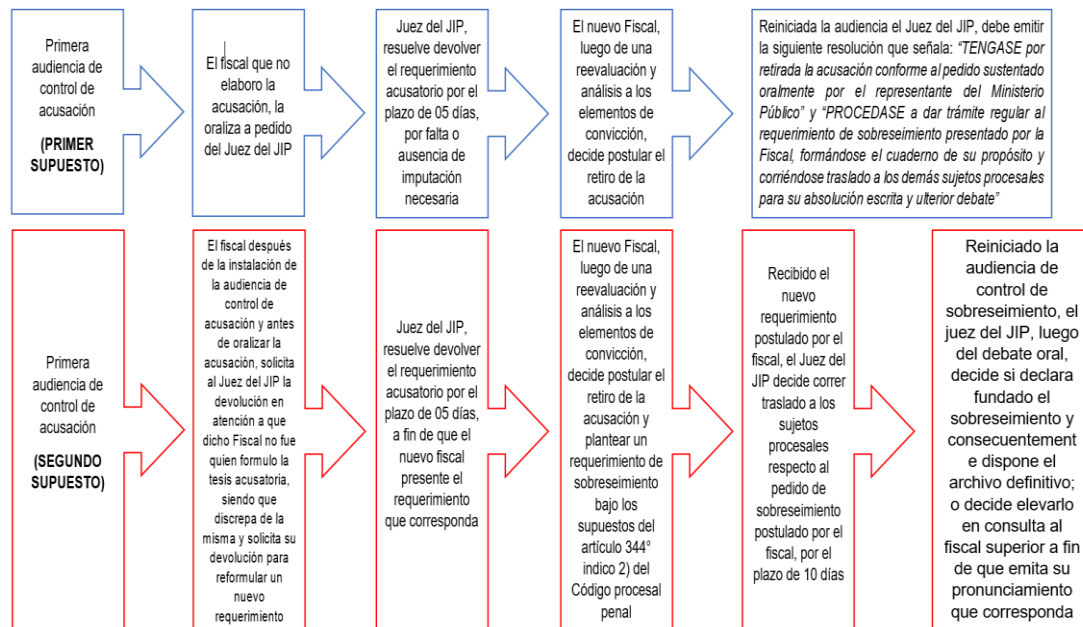 Primera
audiencia de
control de
acusación
(PRIMER
SUPUESTO)
El fiscal que no
elaboro la
acusación, la
oraliza a pedido
del Juez del JIP
Juez del JIP,
resuelve devolver
el requerimiento
acusatorio por el
plazo de 05 días,
por falta o
ausencia de
imputación
necesaria
El nuevo Fiscal,
luego de una
reevaluación y
análisis a los
elementos de
convicción,
decide postular el
retiro de la
acusación
Reiniciada la audiencia el Juez del JIP, debe emitir
la siguiente resolución que señala: “TENGASE por
retirada la acusación conforme al pedido sustentado
oralmente por el representante del Ministerio
Público” y “PROCEDASE a dar trámite regular al
requerimiento de sobreseimiento presentado por la
Fiscal, formándose el cuaderno de su propósito y
corriéndose traslado a los demás sujetos procesales
para su absolución escrita y ulterior debate”
Primera
audiencia de
control de
acusación
(SEGUNDO
SUPUESTO)
El fiscal después
de la instalación de
la audiencia de
control de
acusación y antes
de oralizar la
acusación, solicita
al Juez del JIP la
devolución en
atención a que
dicho Fiscal no fue
quien formulo la
tesis acusatoria,
siendo que
discrepa de la
misma y solicita su
devolución para
reformular un
nuevo
requerimiento
Juez del JIP,
resuelve devolver
el requerimiento
acusatorio por el
plazo de 05 días,
a fin de que el
nuevo fiscal
presente el
requerimiento
que corresponda
El nuevo Fiscal,
luego de una
reevaluación y
análisis a los
elementos de
convicción,
decide postular el
retiro de la
acusación y
plantear un
requerimiento de
sobreseimiento
bajo los
supuestos del
artículo 344°
indico 2) del
Código procesal
penal
Recibido el
nuevo
requerimiento
postulado por el
fiscal, el Juez del
JIP decide correr
traslado a los
sujetos
procesales
respecto al
pedido de
sobreseimiento
postulado por el
fiscal, por el
plazo de 10 días
Reiniciado la
audiencia de
control de
sobreseimiento, el
juez del JIP, luego
del debate oral,
decide si declara
fundado el
sobreseimiento y
consecuentement
e dispone el
archivo definitivo;
o decide elevarlo
en consulta al
fiscal superior a fin
de que emita su
pronunciamiento
que corresponda